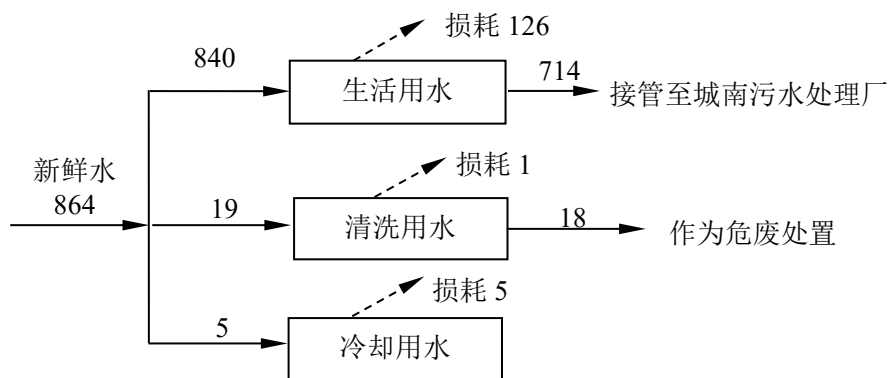 损耗 126
840
生活用水
714
接管至城南污水处理厂
新鲜水
864
损耗 1
19
清洗用水
18
作为危废处置
损耗 5
5
冷却用水